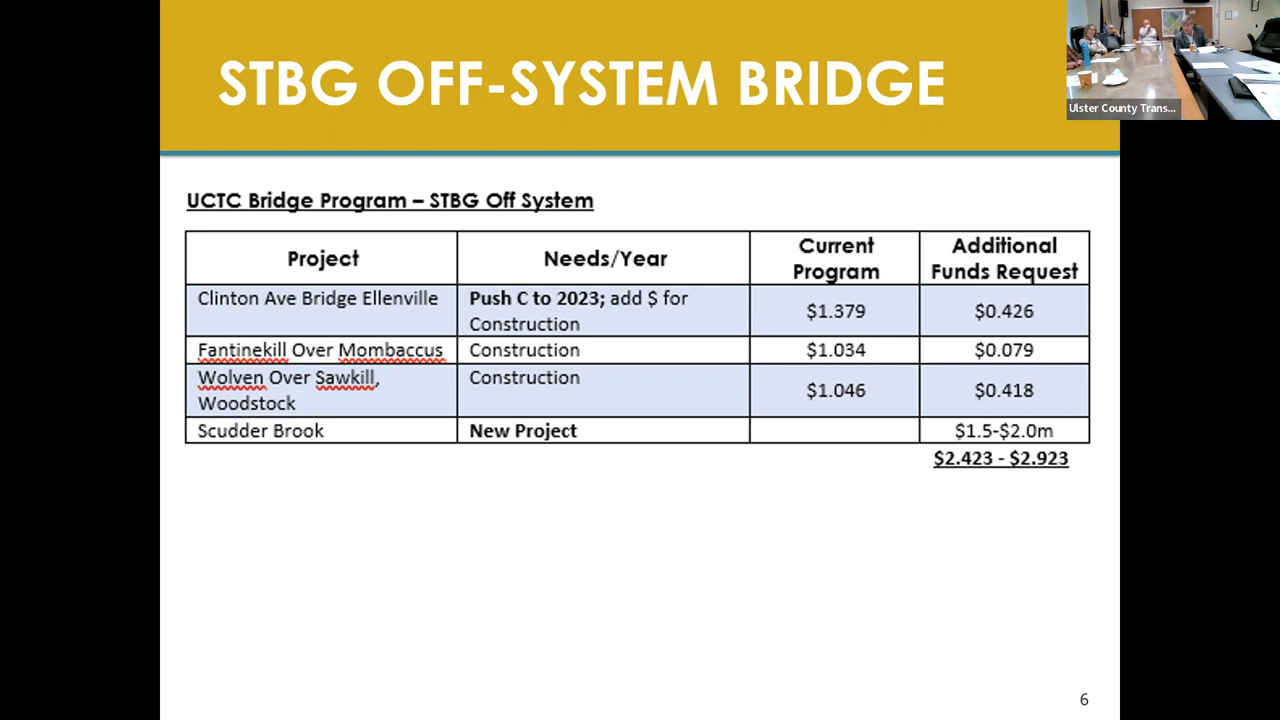 STBG OFF-SYSTEM BRIDGE
Ulster County Trans...
UCTC Bridge Program – STBG Off System
Project Needs/Year Current Program Additional Funds Request
Clinton Ave Bridge Ellenville Push C to 2023; add $ for Construction $1.379 $0.426
Fantinekill Over Mombaccus Construction $1.034 $0.079
Wolven Over Sawkill, Woodstock Construction $1.046 $0.418
Scudder Brook New Project $1.5-$2.0m
$2.423 - $2.923
6